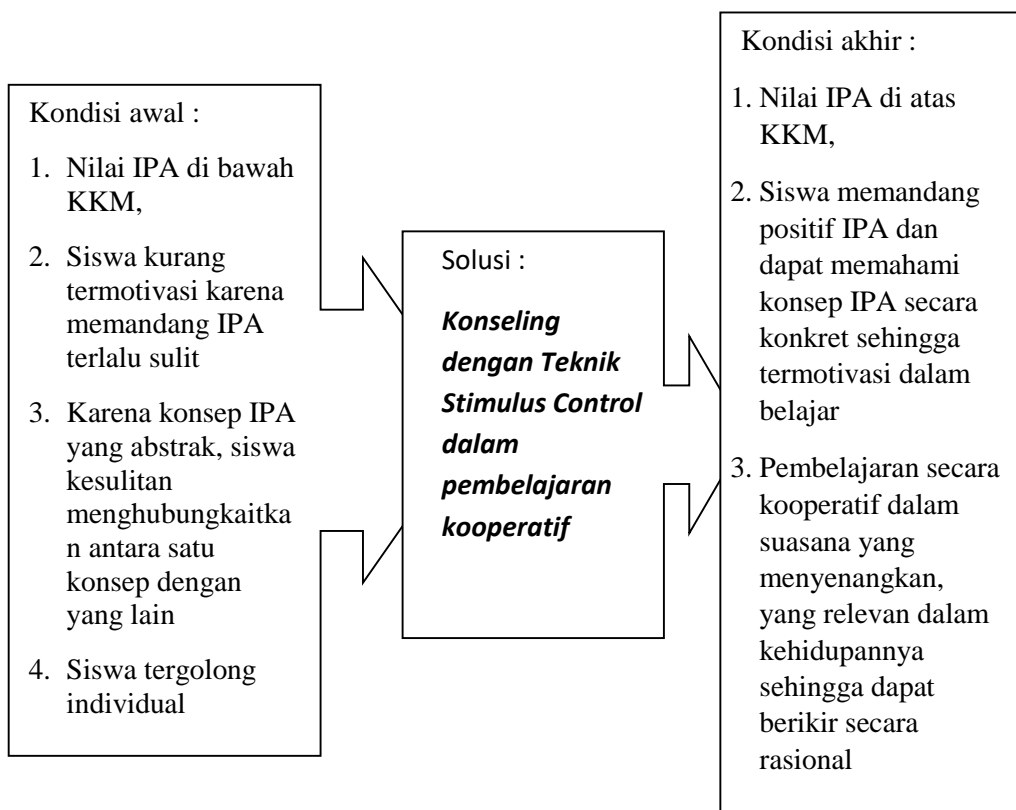 Kondisi awal :
1. Nilai IPA di bawah
KKM,
2. Siswa kurang
termotivasi karena
memandang IPA
terlalu sulit
3. Karena konsep IPA
yang abstrak, siswa
kesulitan
menghubungkaitka
n antara satu
konsep dengan
yang lain
4. Siswa tergolong
individual
Solusi :
Konseling
dengan Teknik
Stimulus Control
dalam
pembelajaran
kooperatif
Kondisi akhir :
1. Nilai IPA di atas
KKM,
2. Siswa memandang
positif IPA dan
dapat memahami
konsep IPA secara
konkret sehingga
termotivasi dalam
belajar
3. Pembelajaran secara
kooperatif dalam
suasana yang
menyenangkan,
yang relevan dalam
kehidupannya
sehingga dapat
berikir secara
rasional